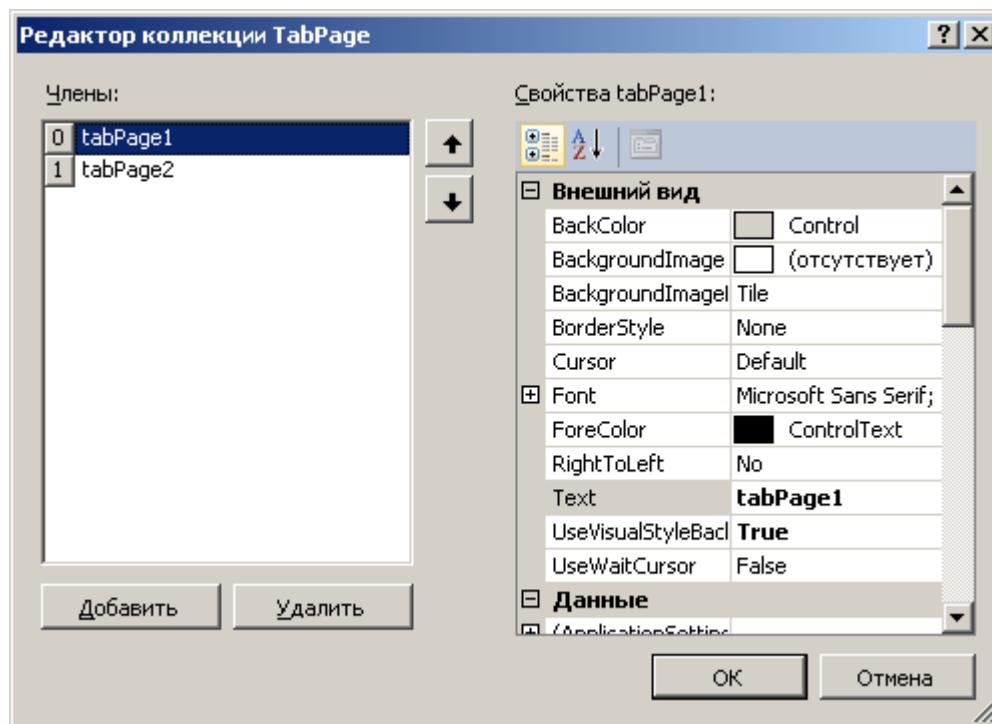 Редактор коллекции TabPage
Члены:
Свойства tabPage1:
0 tabPage1
1 tabPage2
Внешний вид
BackColor Control
BackgroundImage (отсутствует)
BackgroundImageI Tile
BorderStyle None
Cursor Default
Font Microsoft Sans Serif;
ForeColor ControlText
RightToLeft No
Text tabPage1
UseVisualStyleBacl True
UseWaitCursor False
Данные
(ApplicationSetting
Добавить
Удалить
ОК
Отмена